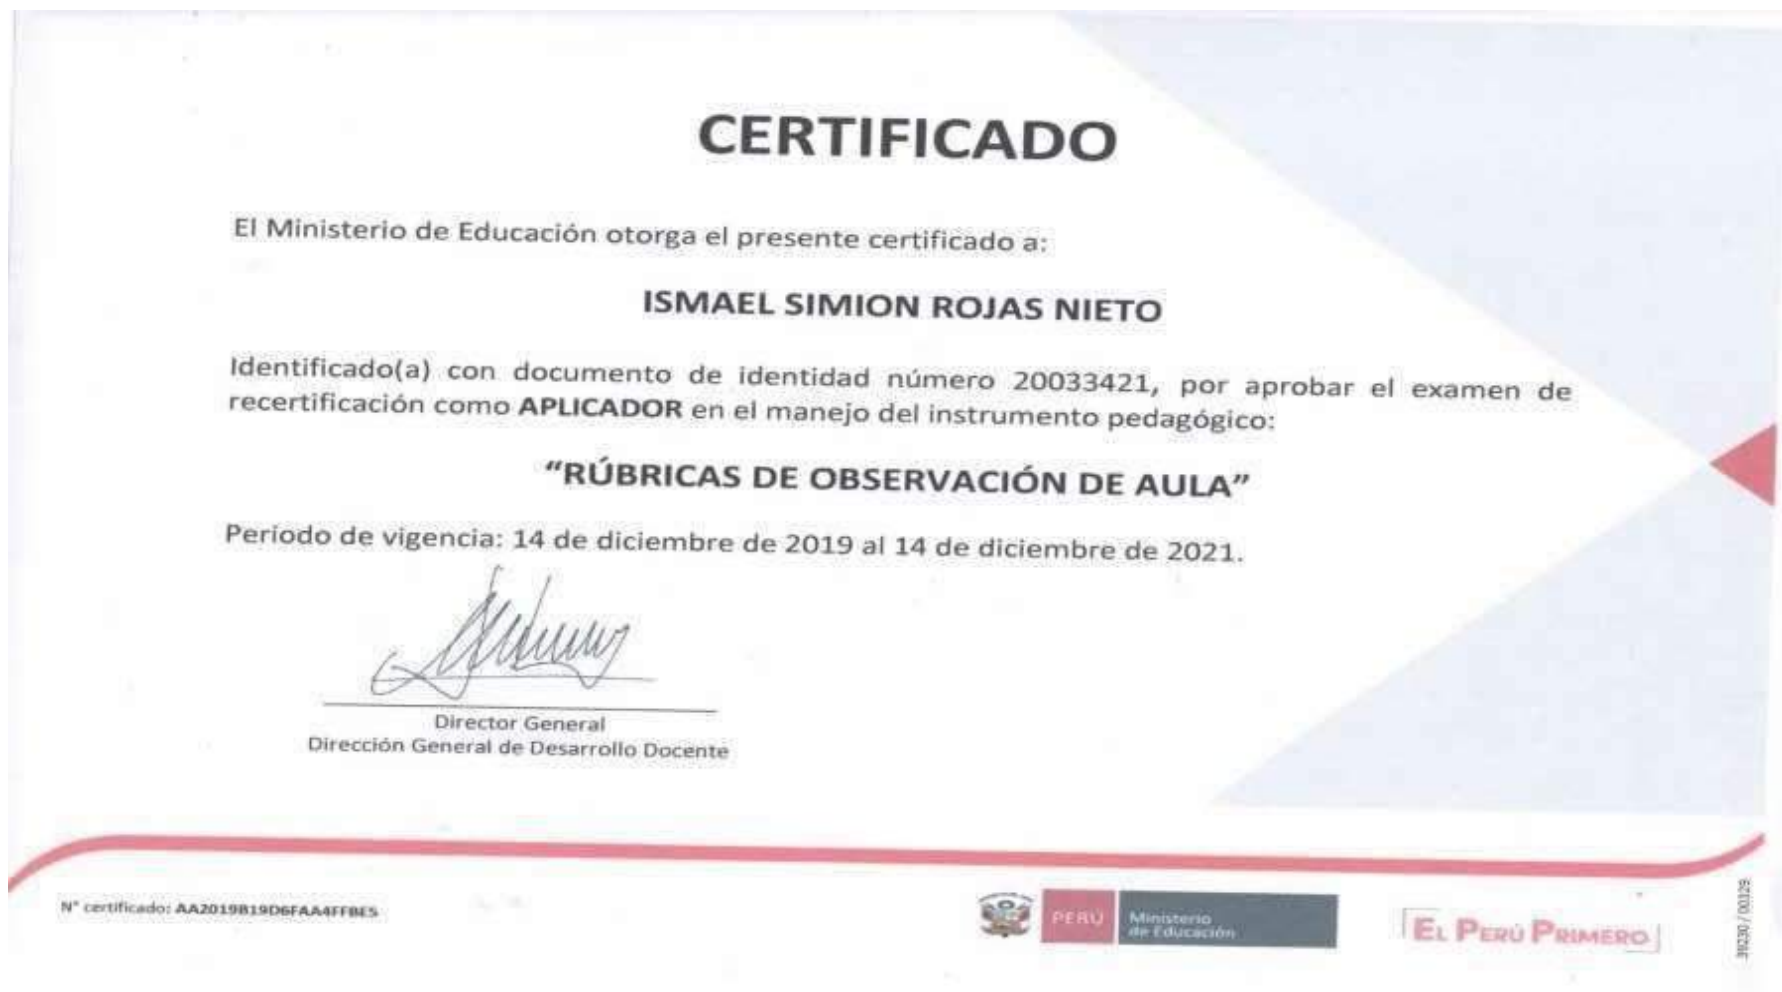 CERTIFICADO
El Ministerio de Educación otorga el presente certificado a:
ISMAEL SIMION ROJAS NIETO
Identificado(a) con documento de identidad número 20033421, por aprobar el examen de
recertificación como APLICADOR en el manejo del instrumento pedagógico:
“RÚBRICAS DE OBSERVACIÓN DE AULA”
Periodo de vigencia: 14 de diciembre de 2019 al 14 de diciembre de 2021.
Director General
Dirección General de Desarrollo Docente
N° certificado: AA2019B19D6FAA4FFBE5
PERÚ
Ministerio
de Educación
EL PERÚ PRIMERO
39230 / 00129